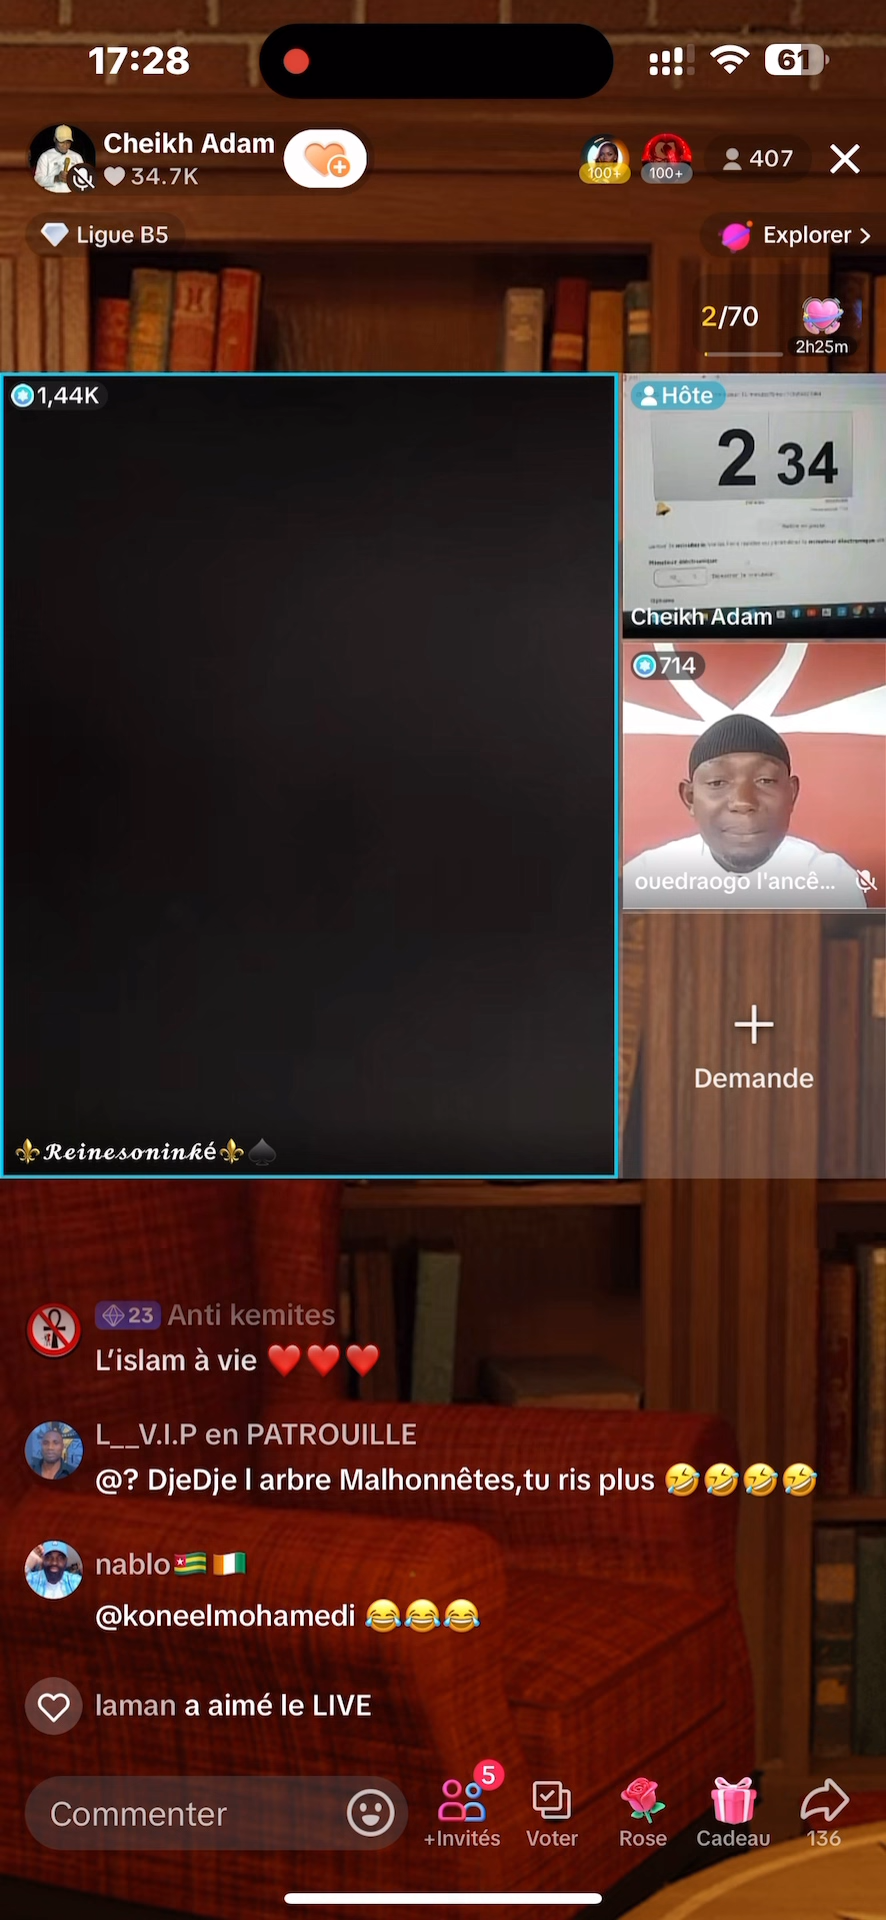 17:28
61
Cheikh Adam
34.7K
100+
100+
407
Ligue B5
Explorer >
2/70
2h25m
1,44K
Hôte
2 34
Cheikh Adam
714
ouedraogo l'ancê...
Demande
⚜️𝓡𝓮𝓲𝓷𝓮𝓼𝓸𝓷𝓲𝓷𝓴é⚜️♠️
23 Anti kemites
L’islam à vie ❤️❤️❤️
L__V.I.P en PATROUILLE
@? DjeDje l arbre Malhonnêtes,tu ris plus 🤣🤣🤣🤣
nablo🇹🇬🇨🇮
@koneelmohamedi 😂😂😂
laman a aimé le LIVE
5
Commenter
+Invités
Voter
Rose
Cadeau
136